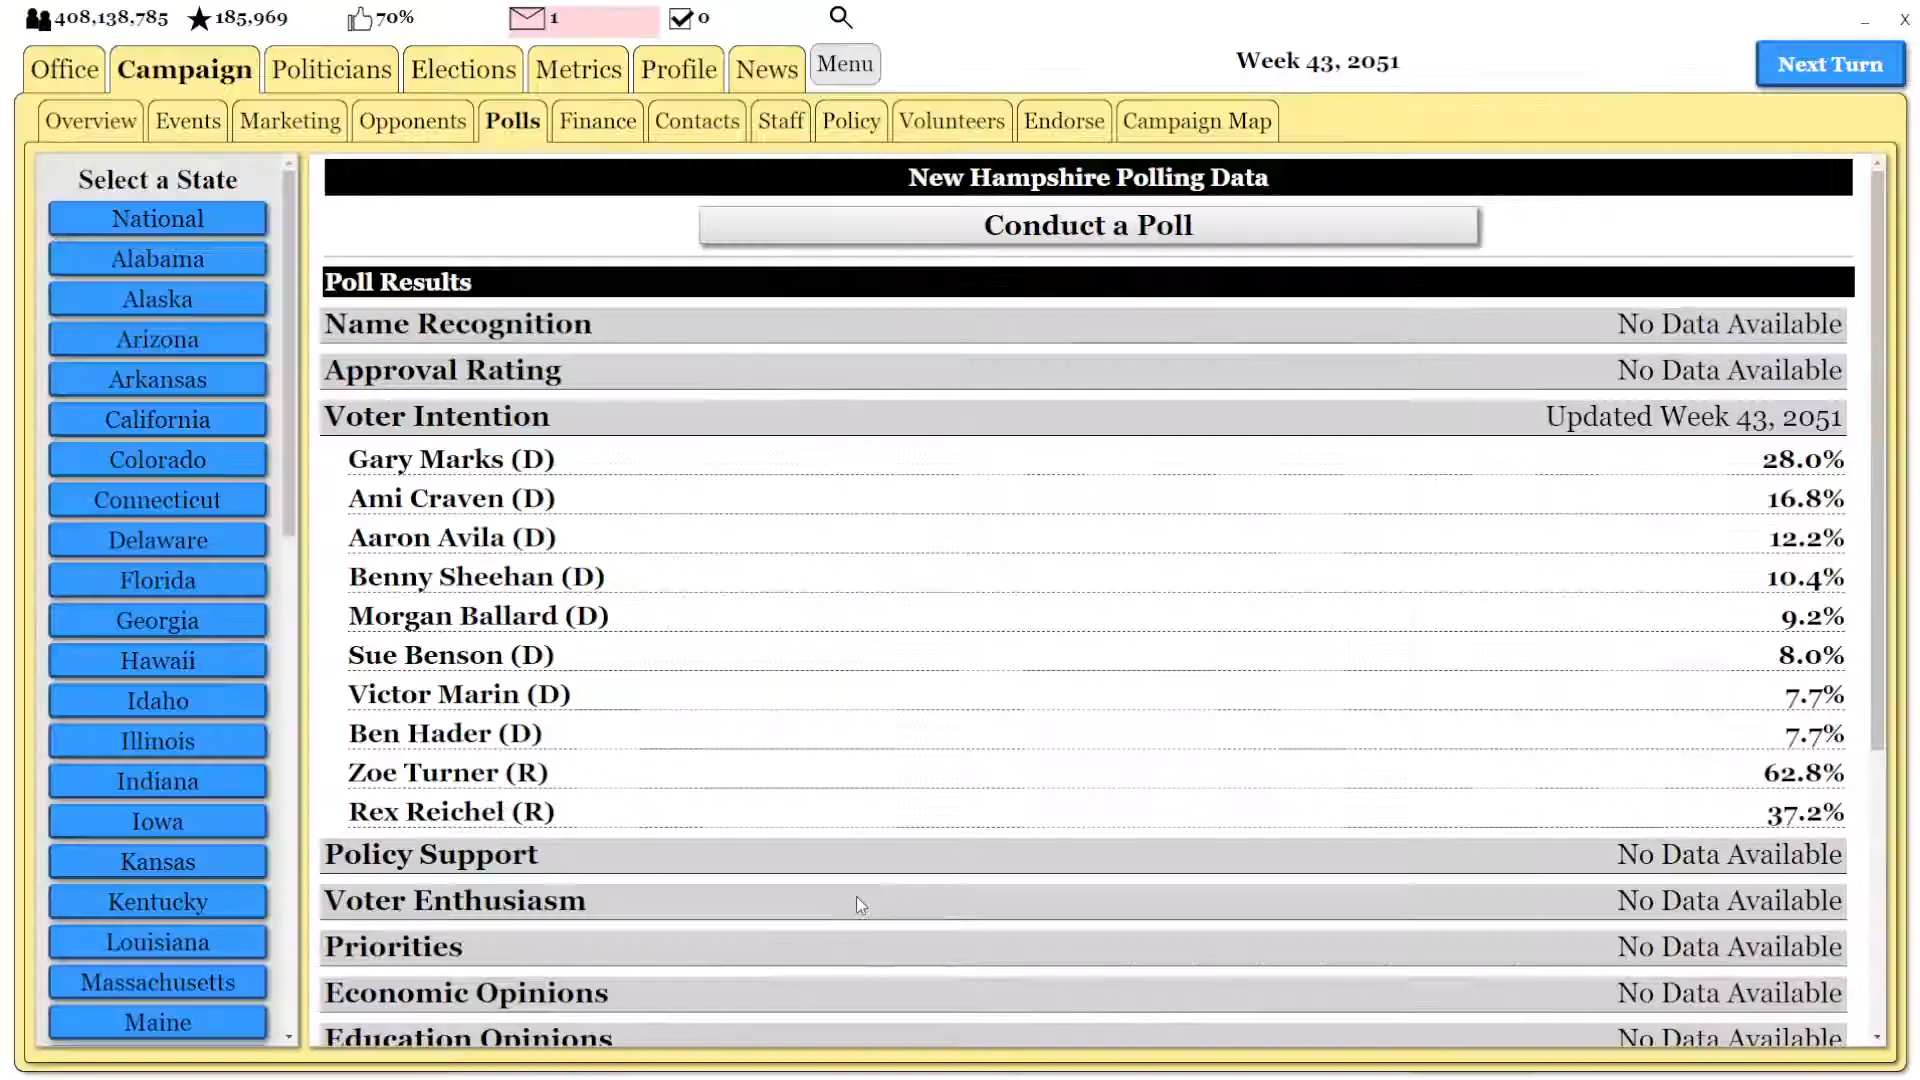 408,138,785 185,969 70% 1 0
Office Campaign Politicians Elections Metrics Profile News Menu Week 43, 2051 Next Turn
_ X
Overview Events Marketing Opponents Polls Finance Contacts Staff Policy Volunteers Endorse Campaign Map
Select a State
National
Alabama
Alaska
Arizona
Arkansas
California
Colorado
Connecticut
Delaware
Florida
Georgia
Hawaii
Idaho
Illinois
Indiana
Iowa
Kansas
Kentucky
Louisiana
Massachusetts
Maine
New Hampshire Polling Data
Conduct a Poll
Poll Results
Name Recognition No Data Available
Approval Rating No Data Available
Voter Intention Updated Week 43, 2051
Gary Marks (D) 28.0%
Ami Craven (D) 16.8%
Aaron Avila (D) 12.2%
Benny Sheehan (D) 10.4%
Morgan Ballard (D) 9.2%
Sue Benson (D) 8.0%
Victor Marin (D) 7.7%
Ben Hader (D) 7.7%
Zoe Turner (R) 62.8%
Rex Reichel (R) 37.2%
Policy Support No Data Available
Voter Enthusiasm No Data Available
Priorities No Data Available
Economic Opinions No Data Available
Education Opinions No Data Available